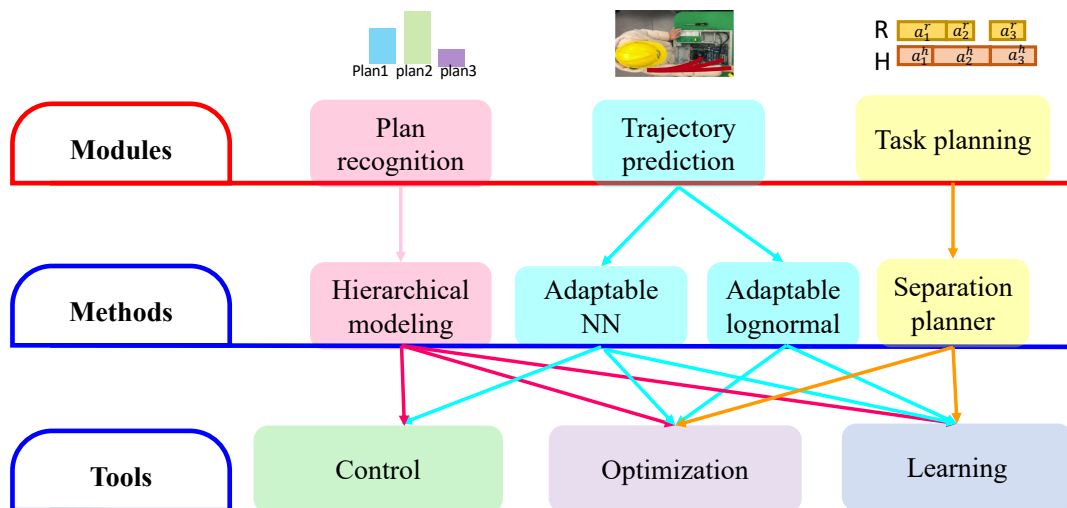 Plan1 plan2 plan3
R a₁ʳ a₂ʳ a₃ʳ
H a₁ʰ a₂ʰ a₃ʰ
Modules
Plan
recognition
Trajectory
prediction
Task planning
Methods
Hierarchical
modeling
Adaptable
NN
Adaptable
lognormal
Separation
planner
Tools
Control
Optimization
Learning